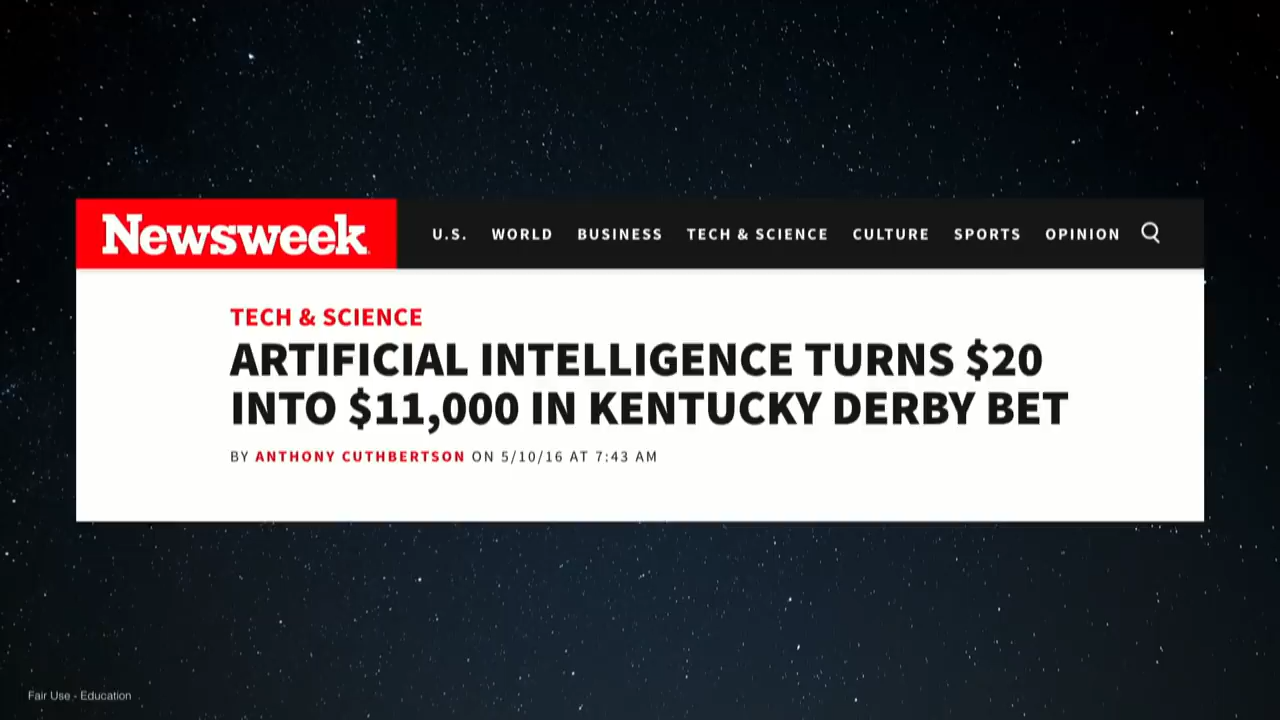 Newsweek
U.S. WORLD BUSINESS TECH & SCIENCE CULTURE SPORTS OPINION
TECH & SCIENCE
ARTIFICIAL INTELLIGENCE TURNS $20
INTO $11,000 IN KENTUCKY DERBY BET
BY ANTHONY CUTHBERTSON ON 5/10/16 AT 7:43 AM
Fair Use - Education